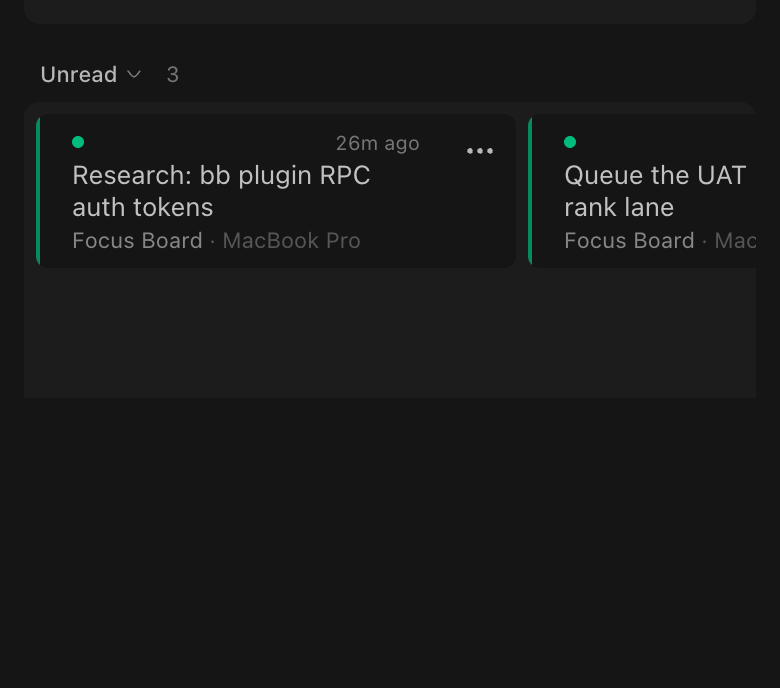 Unread 3
26m ago
Research: bb plugin RPC
auth tokens
Focus Board · MacBook Pro
Queue the UAT
rank lane
Focus Board · Mac